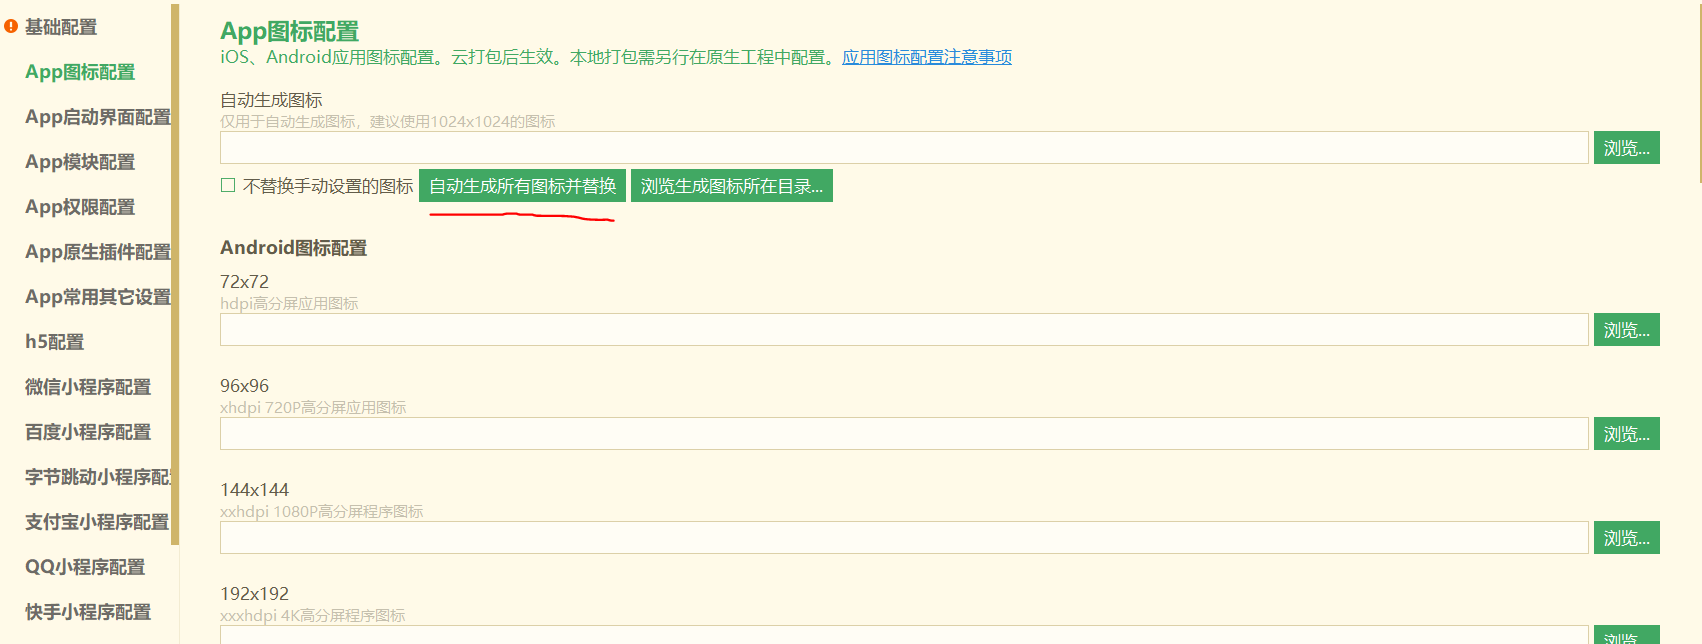 基础配置
App图标配置
App启动界面配置
App模块配置
App权限配置
App原生插件配置
App常用其它设置
h5配置
微信小程序配置
百度小程序配置
字节跳动小程序配
支付宝小程序配置
QQ小程序配置
快手小程序配置
App图标配置
iOS、Android应用图标配置。云打包后生效。本地打包需另行在原生工程中配置。应用图标配置注意事项
自动生成图标
仅用于自动生成图标，建议使用1024x1024的图标
浏览...
不替换手动设置的图标 自动生成所有图标并替换 浏览生成图标所在目录...
Android图标配置
72x72
hdpi高分屏应用图标
浏览...
96x96
xhdpi 720P高分屏应用图标
浏览...
144x144
xxhdpi 1080P高分屏程序图标
浏览...
192x192
xxxhdpi 4K高分屏程序图标
浏览...